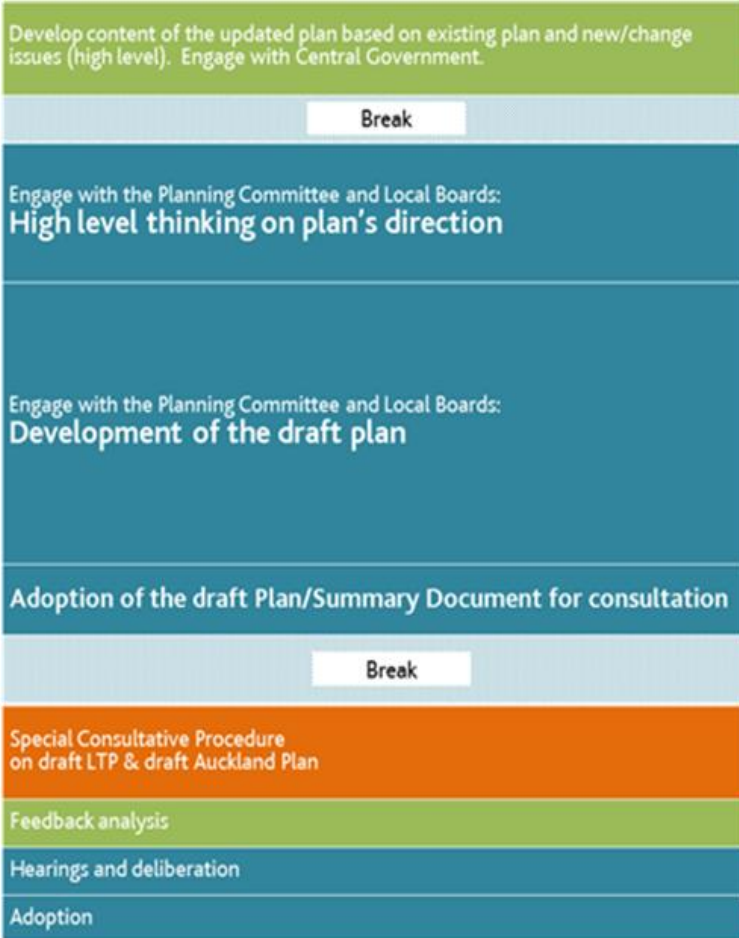 Develop content of the updated plan based on existing plan and new/change
issues (high level).  Engage with Central Government.
Break
Engage with the Planning Committee and Local Boards:
High level thinking on plan's direction
Engage with the Planning Committee and Local Boards:
Development of the draft plan
Adoption of the draft Plan/Summary Document for consultation
Break
Special Consultative Procedure
on draft LTP & draft Auckland Plan
Feedback analysis
Hearings and deliberation
Adoption